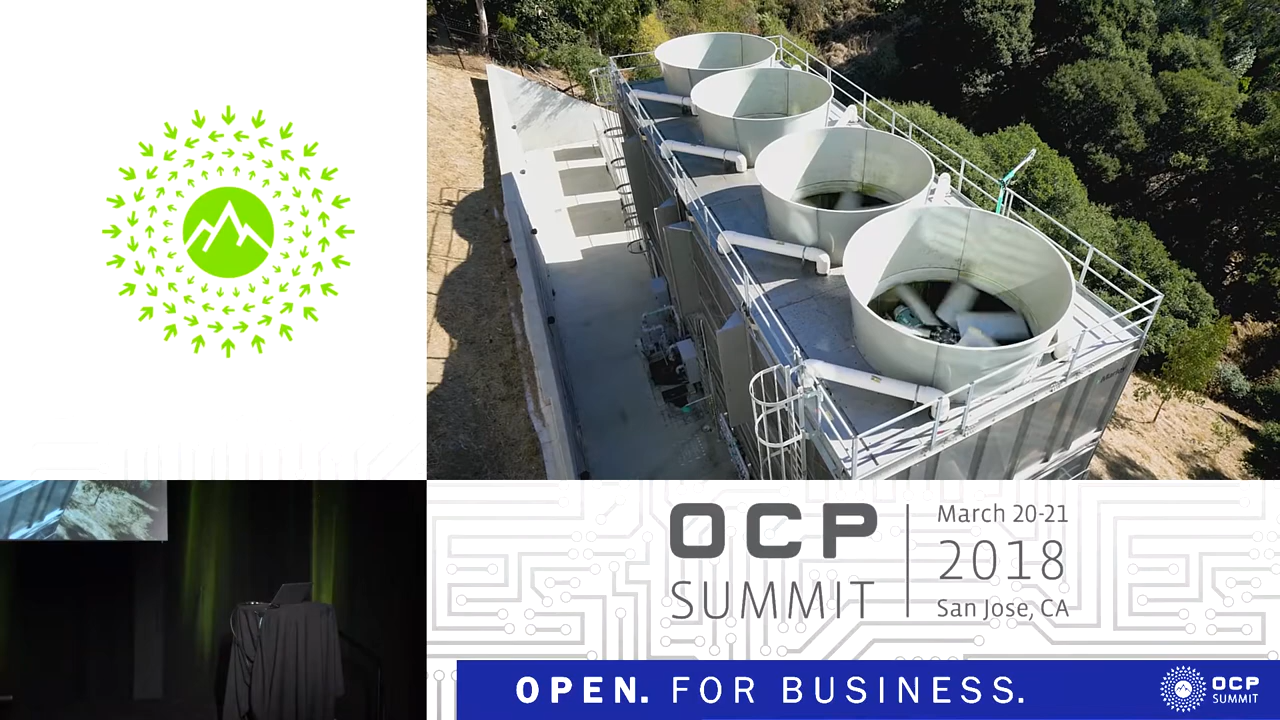 OCP
SUMMIT
March 20-21
2018
San Jose, CA
OPEN. FOR BUSINESS.
OCP
SUMMIT